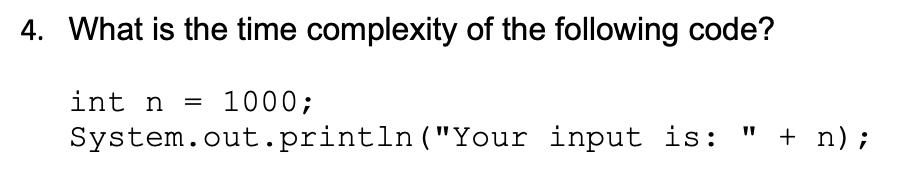 4. What is the time complexity of the following code?
int n = 1000;
System.out.println("Your input is: " + n);